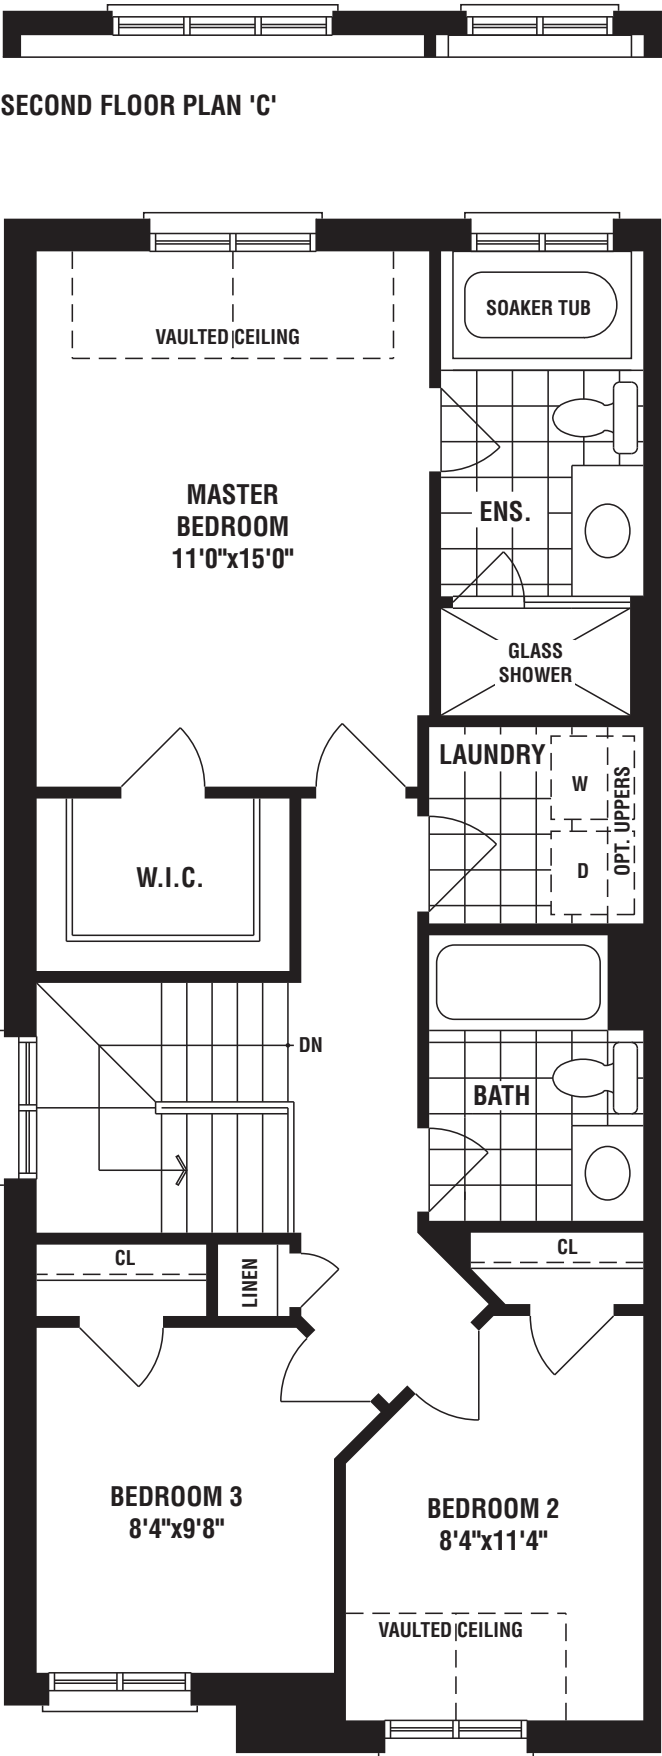 SECOND FLOOR PLAN 'C'
SOAKER TUB
VAULTED CEILING
MASTER
BEDROOM
11'0"x15'0"
ENS.
GLASS
SHOWER
LAUNDRY
W
OPT. UPPERS
D
W.I.C.
DN
BATH
CL
LINEN
CL
BEDROOM 3
8'4"x9'8"
BEDROOM 2
8'4"x11'4"
VAULTED CEILING